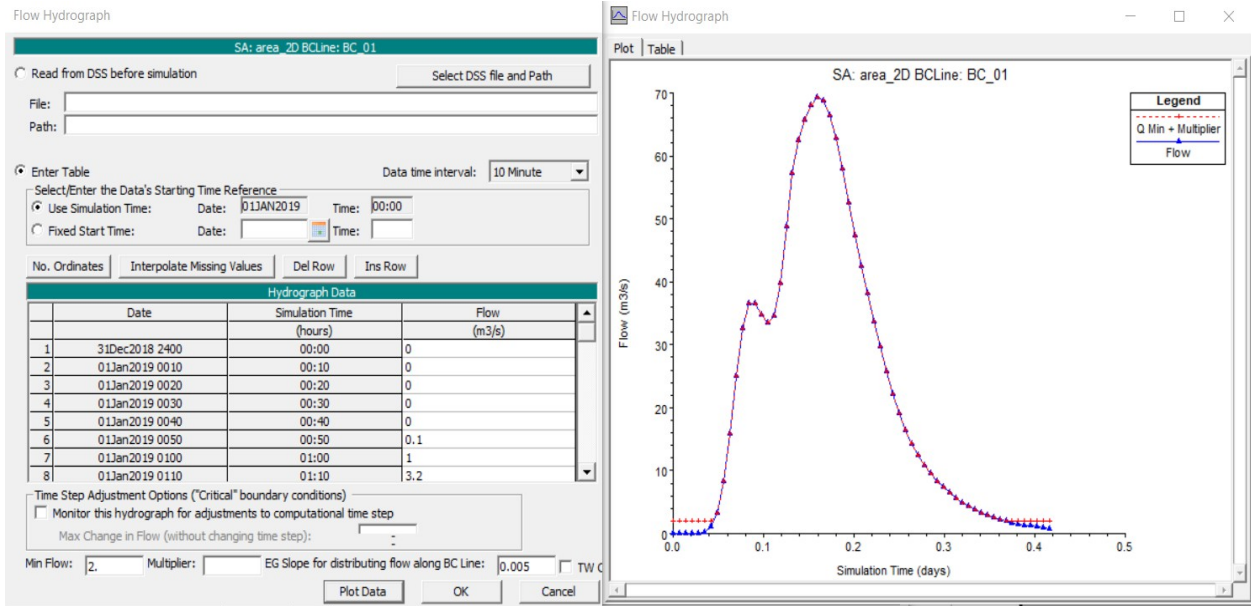 Flow Hydrograph
SA: area_2D BCLine: BC_01
Read from DSS before simulation
Select DSS file and Path
File:
Path:
Enter Table
Data time interval: 10 Minute
Select/Enter the Data's Starting Time Reference
Use Simulation Time: Date: 01JAN2019 Time: 00:00
Fixed Start Time: Date: Time:
No. Ordinates Interpolate Missing Values Del Row Ins Row
Hydrograph Data
Date Simulation Time Flow
(hours) (m3/s)
1 31Dec2018 2400 00:00 0
2 01Jan2019 0010 00:10 0
3 01Jan2019 0020 00:20 0
4 01Jan2019 0030 00:30 0
5 01Jan2019 0040 00:40 0
6 01Jan2019 0050 00:50 0.1
7 01Jan2019 0100 01:00 1
8 01Jan2019 0110 01:10 3.2
Time Step Adjustment Options ("Critical" boundary conditions)
Monitor this hydrograph for adjustments to computational time step
Max Change in Flow (without changing time step):
Min Flow: 2. Multiplier: EG Slope for distributing flow along BC Line: 0.005 TW C
Plot Data OK Cancel
Flow Hydrograph
Plot Table
SA: area_2D BCLine: BC_01
Legend
Q Min + Multiplier
Flow
70
60
50
40
30
20
10
0
Flow (m3/s)
0.0 0.1 0.2 0.3 0.4 0.5
Simulation Time (days)